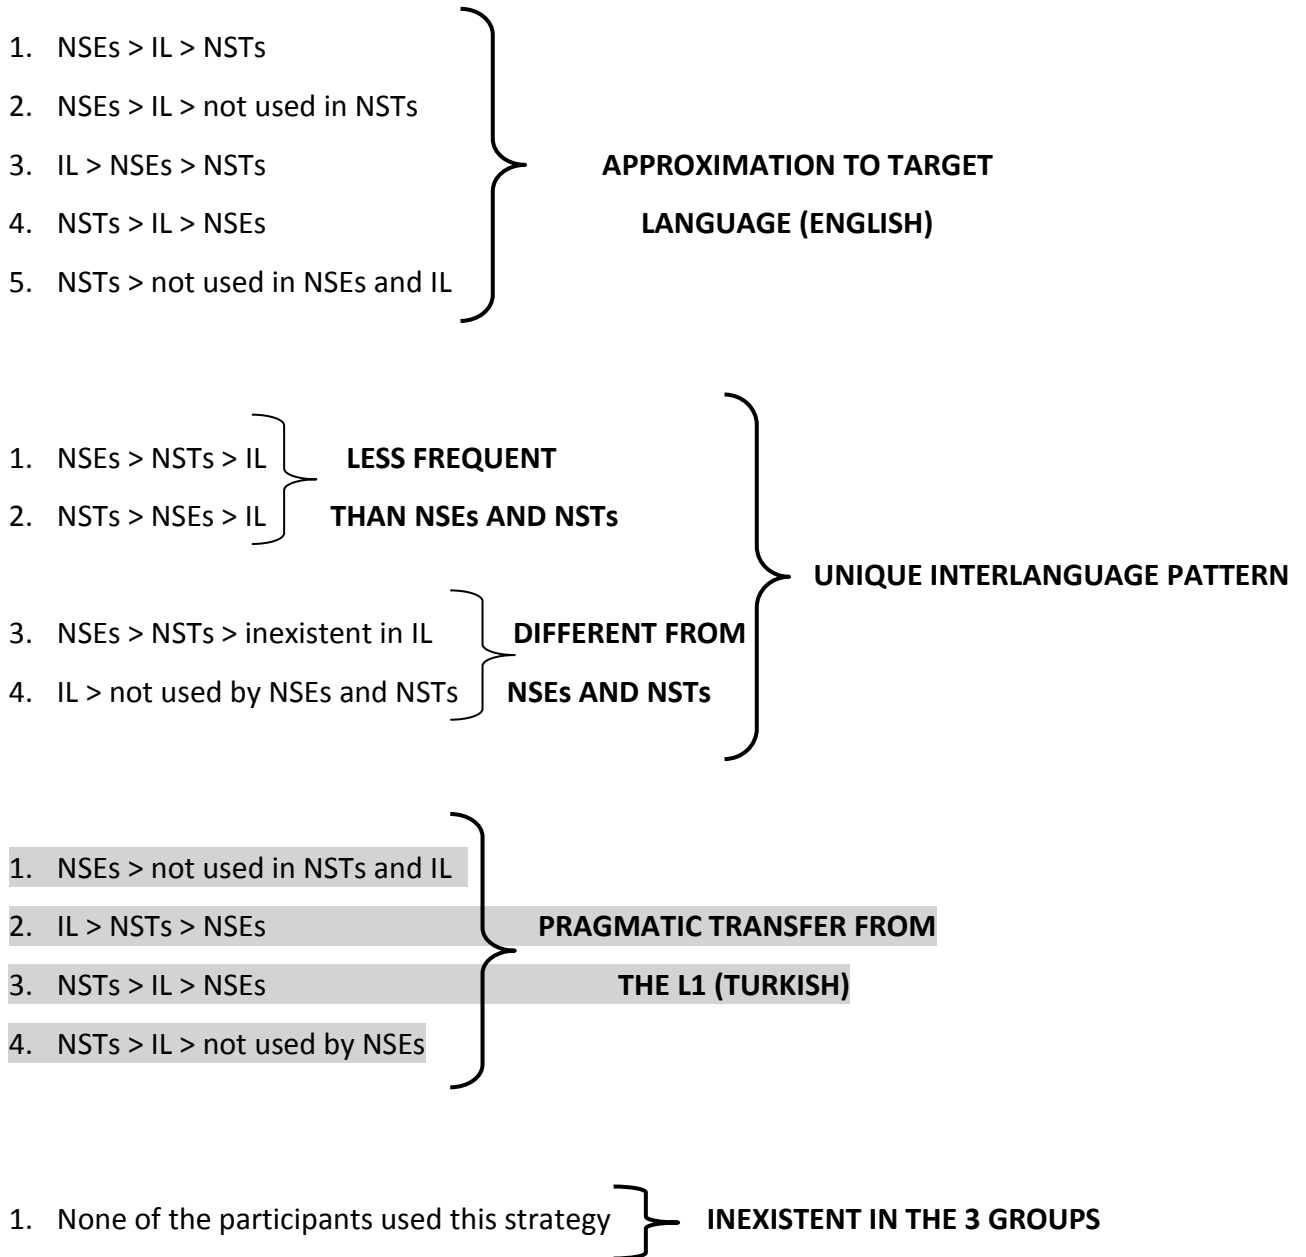 1. NSEs > IL > NSTs
2. NSEs > IL > not used in NSTs
3. IL > NSEs > NSTs APPROXIMATION TO TARGET
4. NSTs > IL > NSEs LANGUAGE (ENGLISH)
5. NSTs > not used in NSEs and IL
1. NSEs > NSTs > IL LESS FREQUENT
2. NSTs > NSEs > IL THAN NSEs AND NSTs
UNIQUE INTERLANGUAGE PATTERN
3. NSEs > NSTs > inexistent in IL DIFFERENT FROM
4. IL > not used by NSEs and NSTs NSEs AND NSTs
1. NSEs > not used in NSTs and IL
2. IL > NSTs > NSEs PRAGMATIC TRANSFER FROM
3. NSTs > IL > NSEs THE L1 (TURKISH)
4. NSTs > IL > not used by NSEs
1. None of the participants used this strategy INEXISTENT IN THE 3 GROUPS